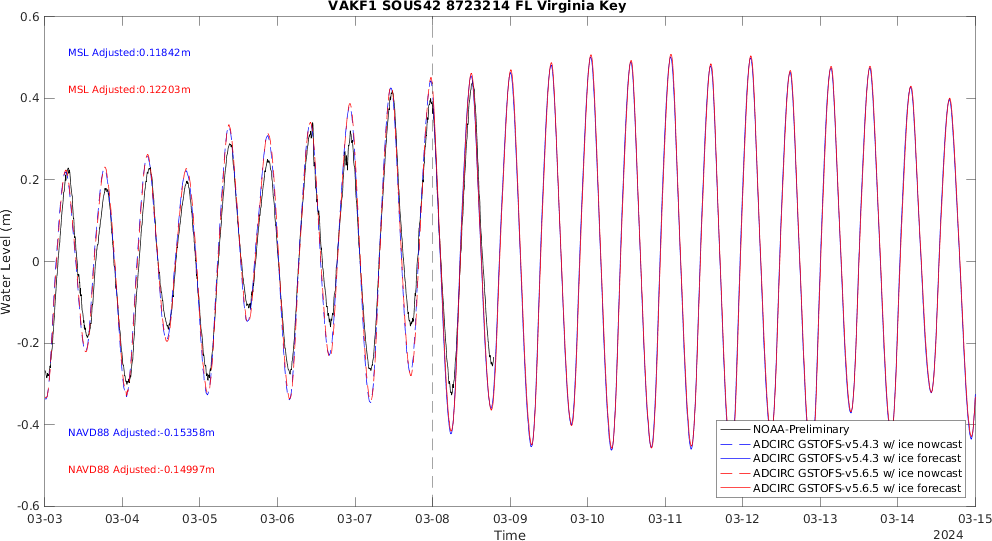 VAKF1 SOUS42 8723214 FL Virginia Key
0.6
0.4
0.2
0
-0.2
-0.4
-0.6
Water Level (m)
MSL Adjusted:0.11842m
MSL Adjusted:0.12203m
NAVD88 Adjusted:-0.15358m
NAVD88 Adjusted:-0.14997m
NOAA-Preliminary
ADCIRC GSTOFS-v5.4.3 w/ ice nowcast
ADCIRC GSTOFS-v5.4.3 w/ ice forecast
ADCIRC GSTOFS-v5.6.5 w/ ice nowcast
ADCIRC GSTOFS-v5.6.5 w/ ice forecast
03-03 03-04 03-05 03-06 03-07 03-08 03-09 03-10 03-11 03-12 03-13 03-14 03-15
Time
2024